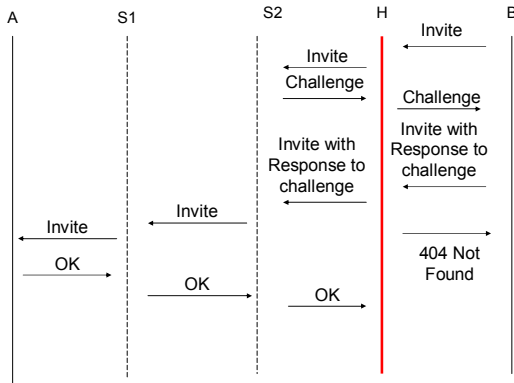 A
S1
S2
H
B
Invite
Invite
Challenge
Challenge
Invite with
Response to
challenge
Invite with
Response to
challenge
Invite
Invite
404 Not
Found
OK
OK
OK